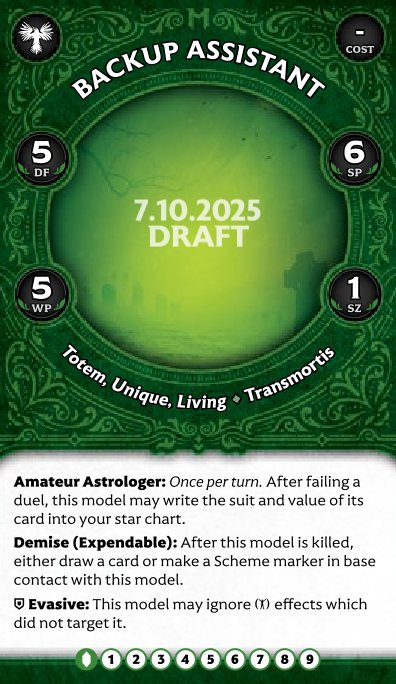 BACKUP ASSISTANT
-
COST
5
DF
6
SP
7.10.2025
DRAFT
5
WP
1
SZ
Totem, Unique, Living ♦ Transmortis
Amateur Astrologer: Once per turn. After failing a
duel, this model may write the suit and value of its
card into your star chart.
Demise (Expendable): After this model is killed,
either draw a card or make a Scheme marker in base
contact with this model.
Evasive: This model may ignore () effects which
did not target it.
1 2 3 4 5 6 7 8 9